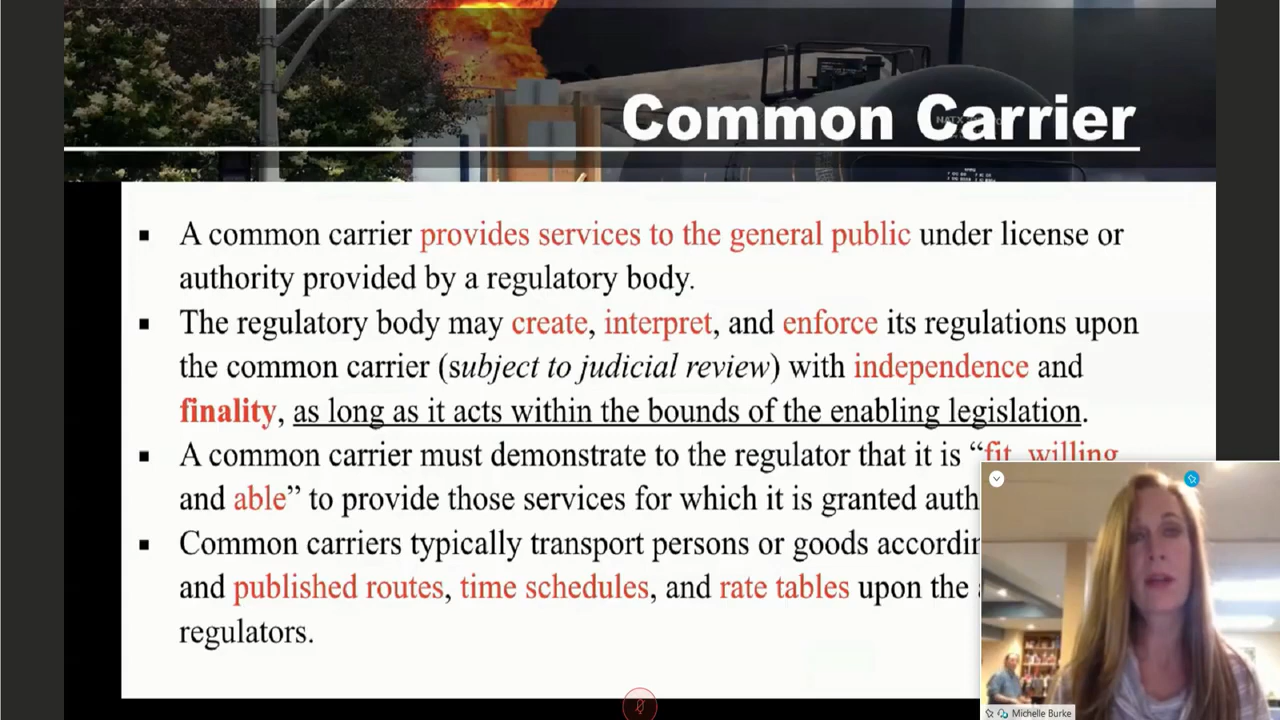 Common Carrier
NATX
▪ A common carrier provides services to the general public under license or
authority provided by a regulatory body.
▪ The regulatory body may create, interpret, and enforce its regulations upon
the common carrier (subject to judicial review) with independence and
finality, as long as it acts within the bounds of the enabling legislation.
▪ A common carrier must demonstrate to the regulator that it is “fit, willing
and able” to provide those services for which it is granted auth
▪ Common carriers typically transport persons or goods accordin
and published routes, time schedules, and rate tables upon the
regulators.
Michelle Burke